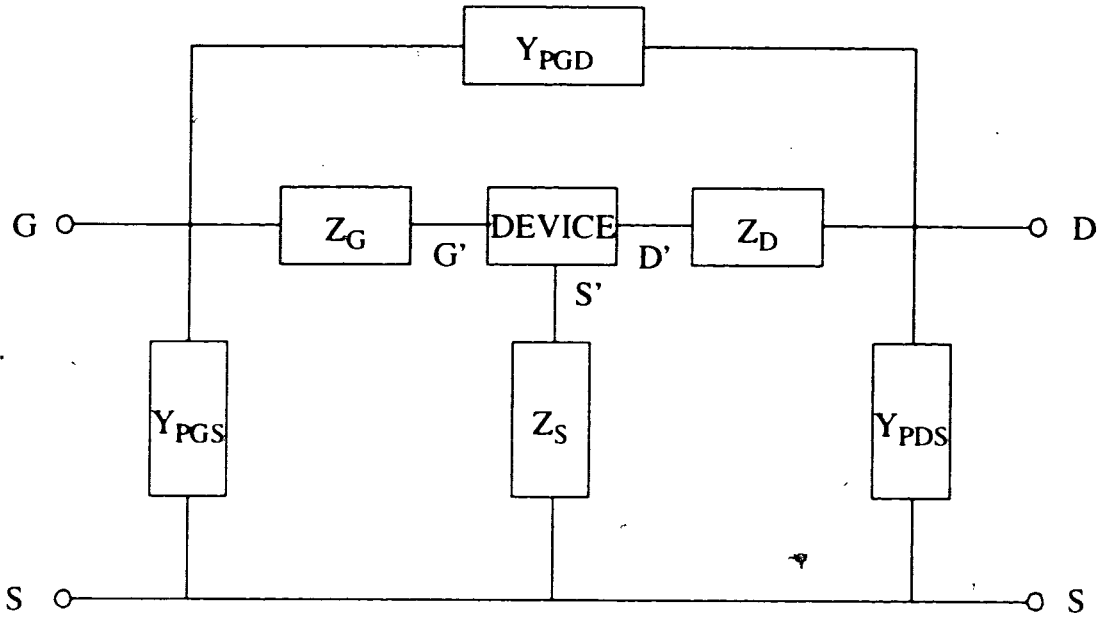 Y_PGD
G Z_G G' DEVICE D' Z_D D
S'
Y_PGS Z_S Y_PDS
S S